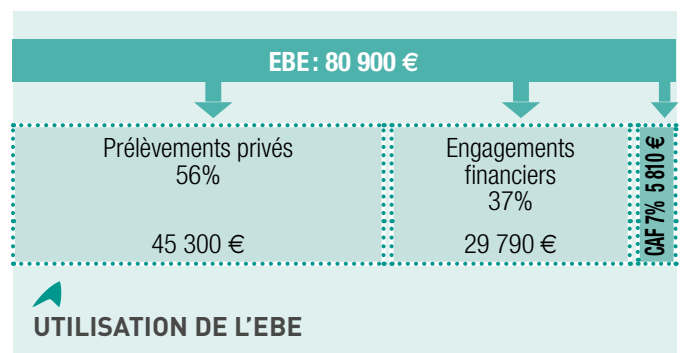 EBE : 80 900 €
Prélèvements privés
56%
45 300 €
Engagements
financiers
37%
29 790 €
CAF 7% 5 810 €
UTILISATION DE L’EBE